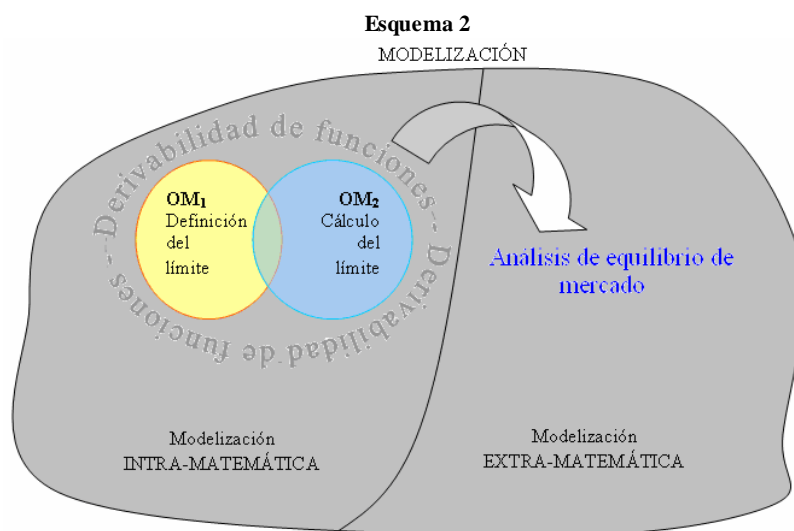 Esquema 2
MODELIZACIÓN
Derivabilidad de funciones--- Derivabilidad de funciones ---
OM1
Definición
del
límite
OM2
Cálculo
del
límite
Análisis de equilibrio de
mercado
Modelización
INTRA-MATEMÁTICA
Modelización
EXTRA-MATEMÁTICA